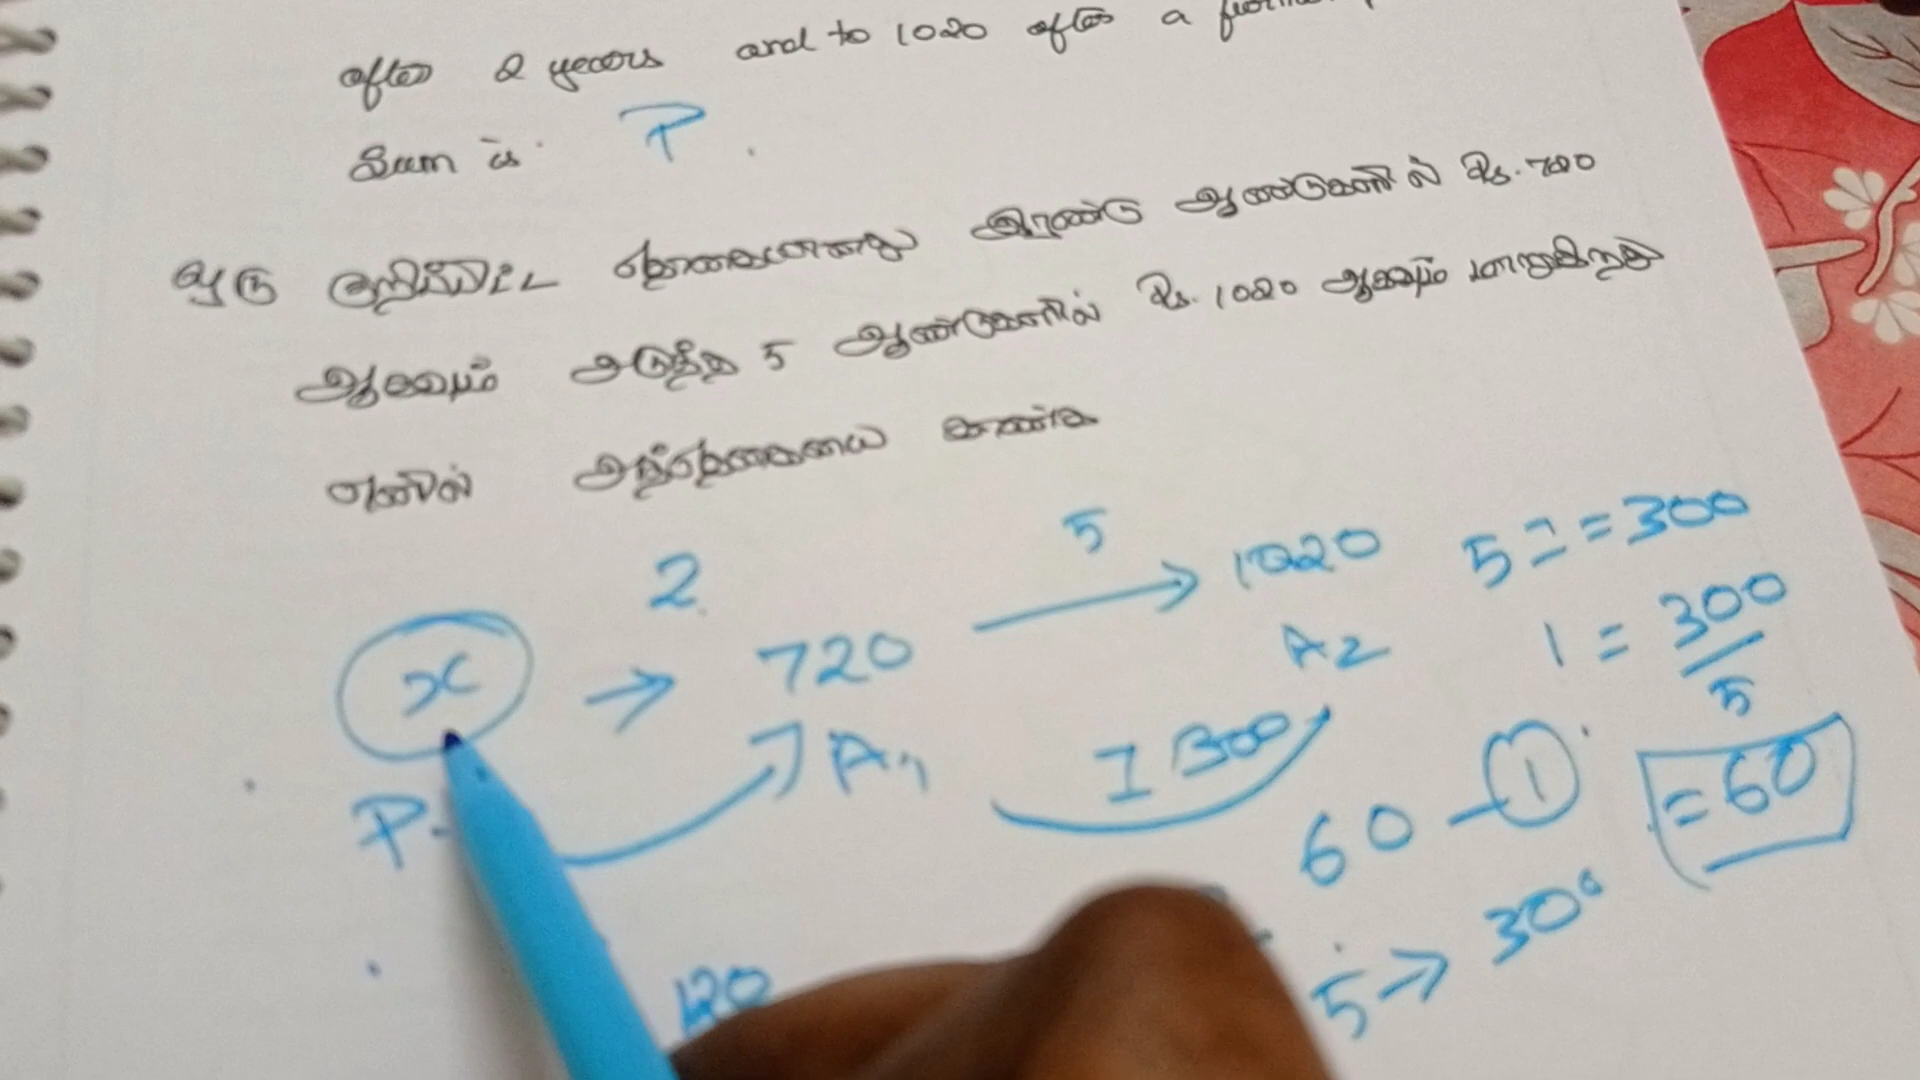 after 2 years and to 1020 after a
Sum is P.
ஒரு குறிப்பிட்ட தொகையானது இரண்டு ஆண்டுகளில் Rs. 720
ஆகவும் அடுத்த 5 ஆண்டுகளில் Rs. 1020 ஆகவும் மாறுகிறது
எனில் அத்தொகையை காண்க
x 2 → 720 5 → 1020
P A1 A2
I 300
5 I = 300
1 = 300/5
= 60
60 - 1
5 → 300
120